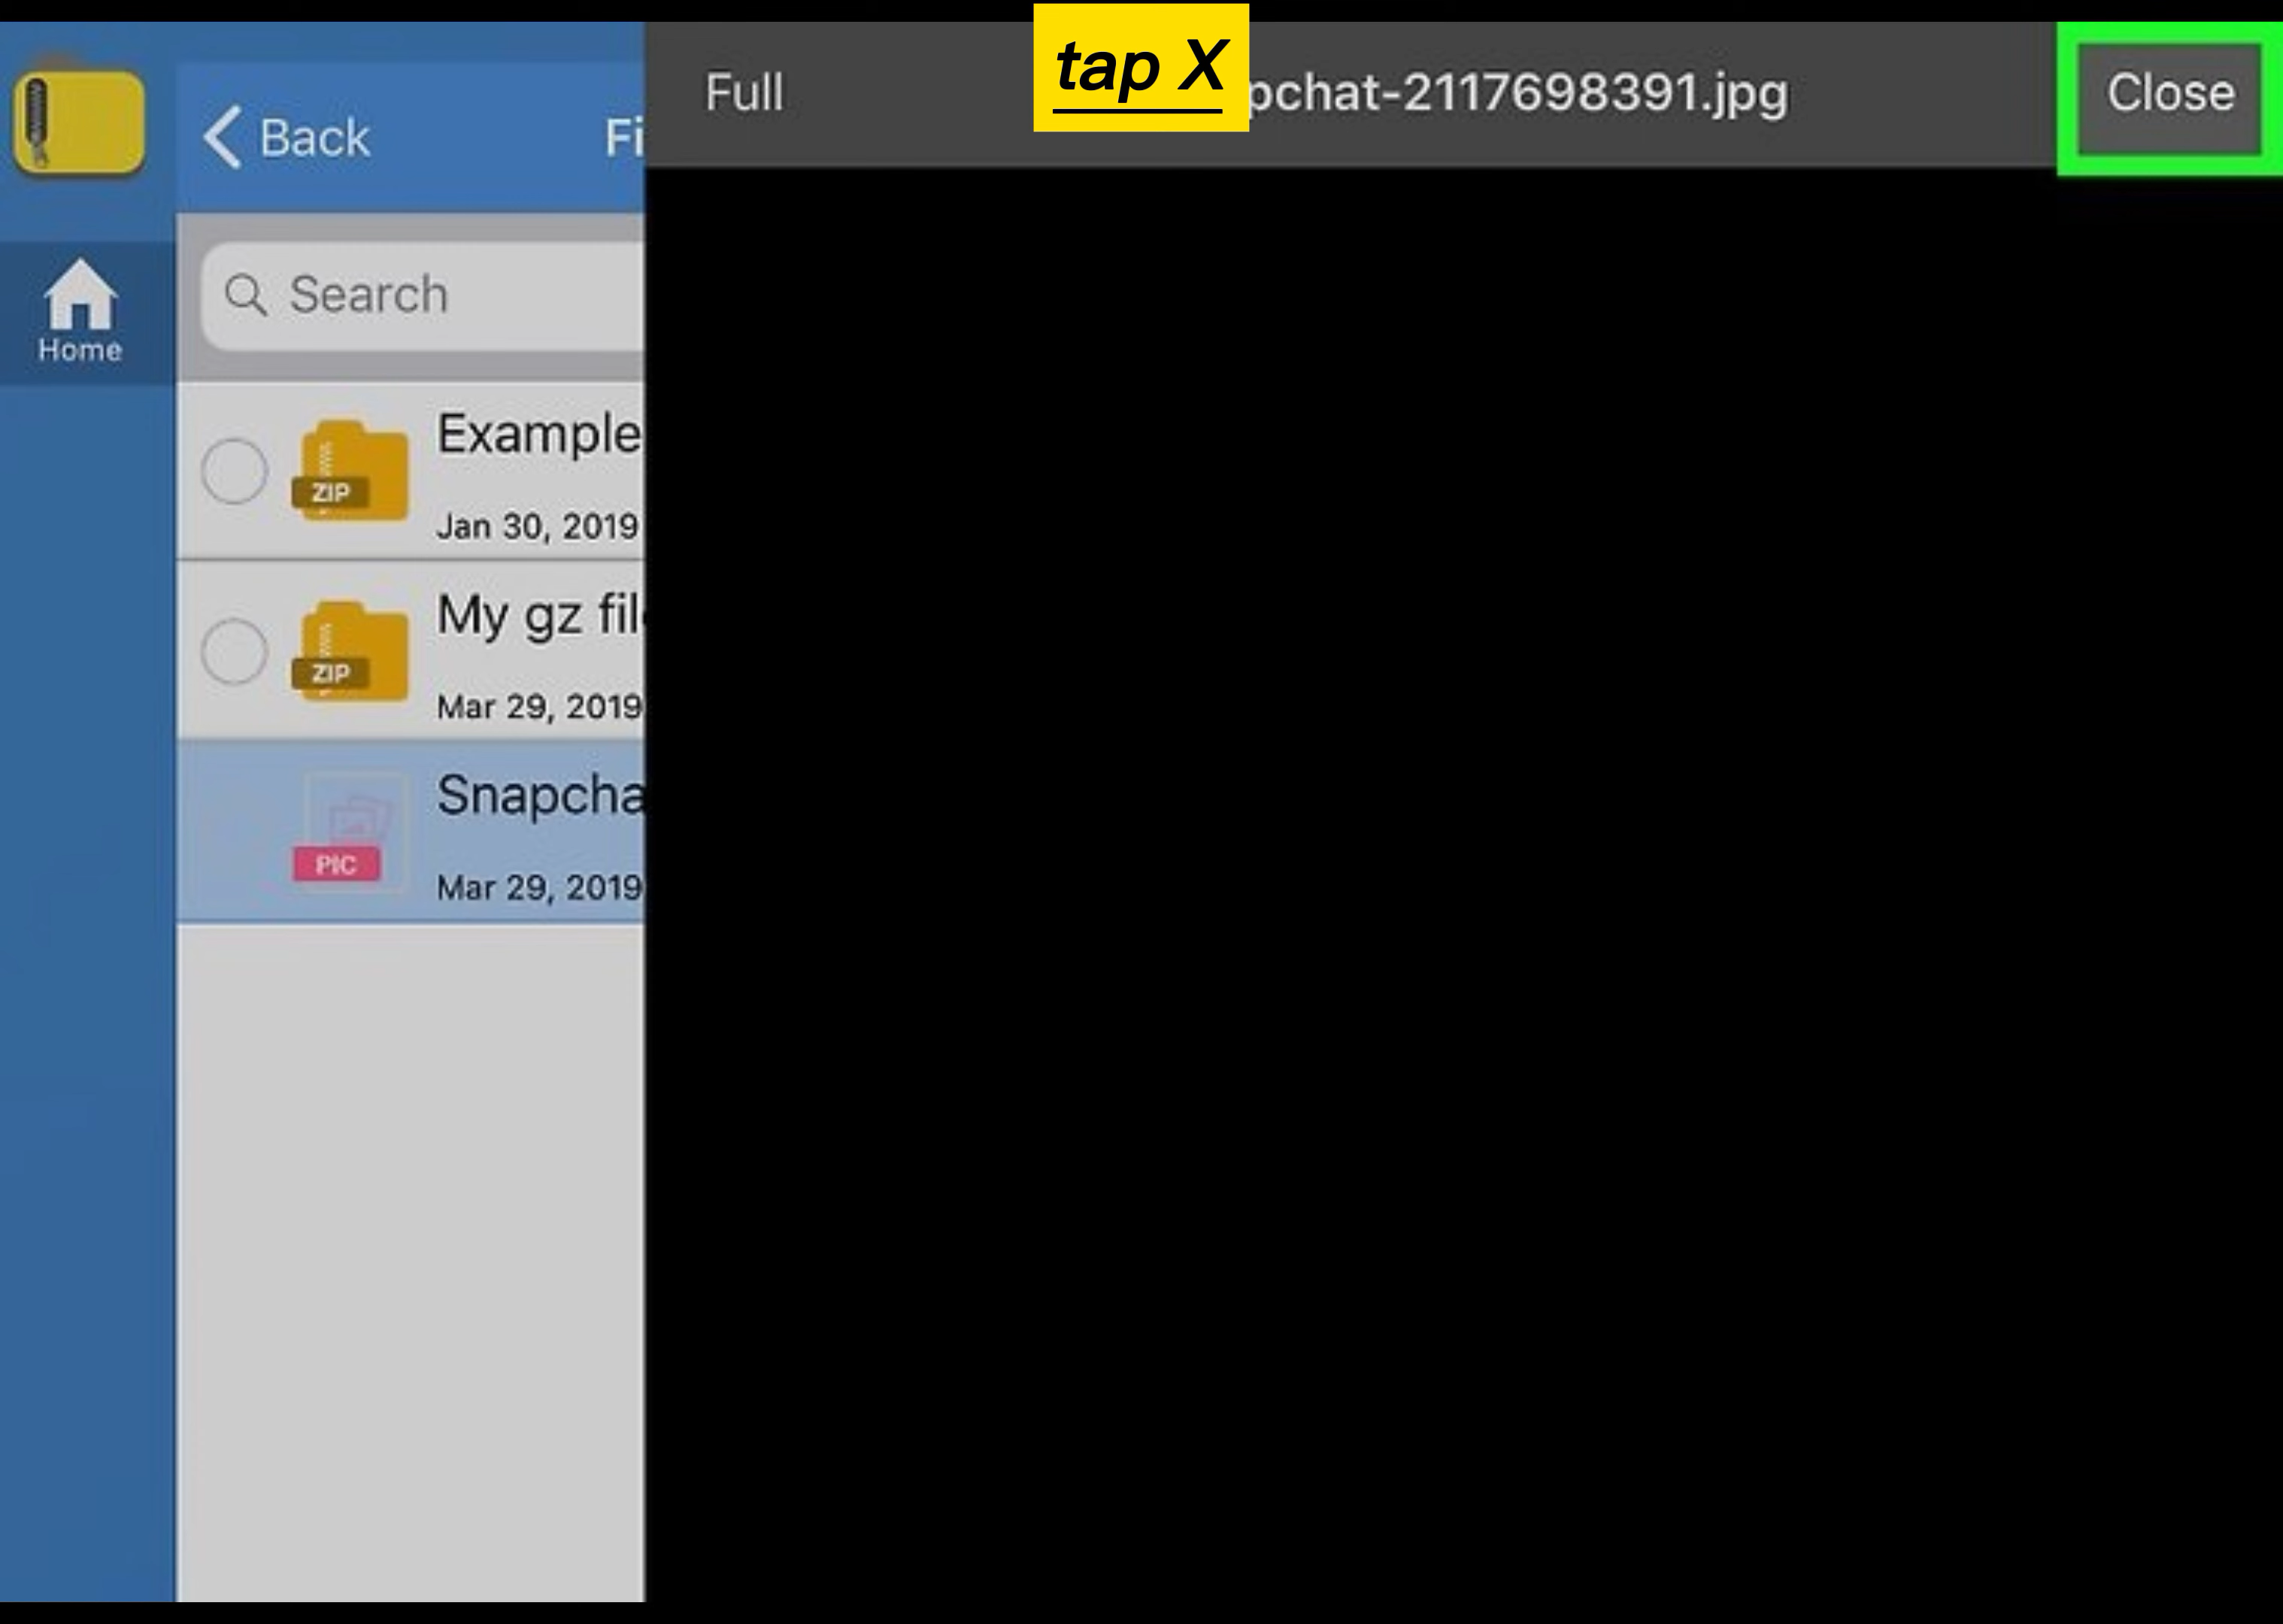 tap X
Full
pchat-2117698391.jpg
Close
Back
Fi
Search
Home
Example
ZIP
Jan 30, 2019
My gz file
ZIP
Mar 29, 2019
Snapcha
PIC
Mar 29, 2019